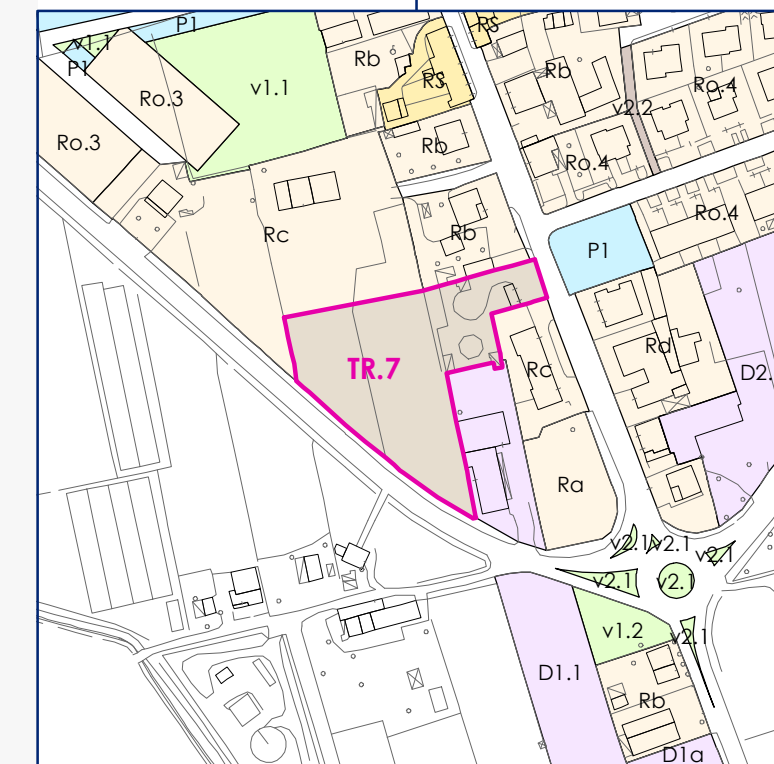 P1
RS
v1.1
P1
Rb
RS
Rb
Ro.4
v1.1
Ro.3
v2.2
Ro.3
Rb
Ro.4
Ro.4
Rc
Rb
P1
Rd
TR.7
Rc
D2.
Ra
v2.1
v2.1
v2.1
v2.1
v2.1
v1.2
v2.1
D1.1
Rb
D1a